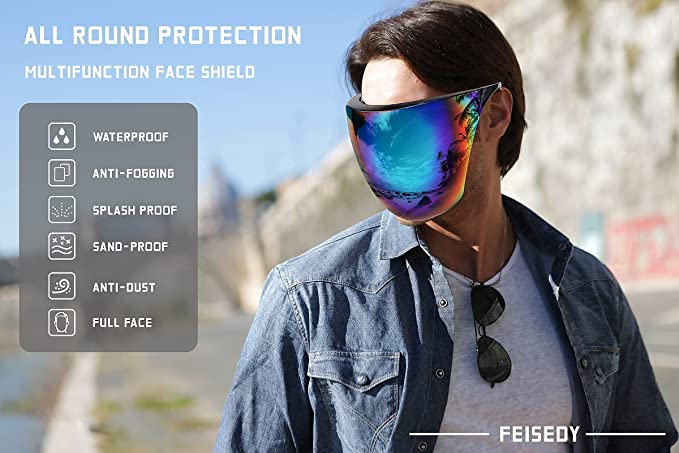 ALL ROUND PROTECTION
MULTIFUNCTION FACE SHIELD
WATERPROOF
ANTI-FOGGING
SPLASH PROOF
SAND-PROOF
ANTI-DUST
FULL FACE
FEISEDY